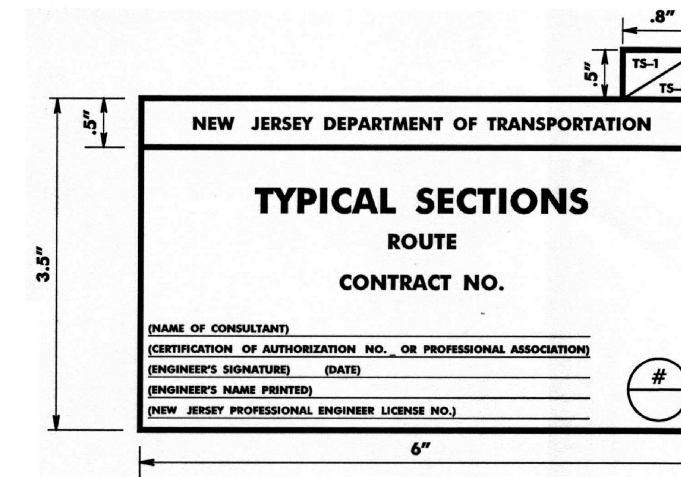 .8"
.5"
TS-1
TS-
.5"
NEW JERSEY DEPARTMENT OF TRANSPORTATION
TYPICAL SECTIONS
ROUTE
CONTRACT NO.
3.5"
(NAME OF CONSULTANT)
(CERTIFICATION OF AUTHORIZATION NO._ OR PROFESSIONAL ASSOCIATION)
(ENGINEER'S SIGNATURE) (DATE)
(ENGINEER'S NAME PRINTED)
(NEW JERSEY PROFESSIONAL ENGINEER LICENSE NO.)
#
6"